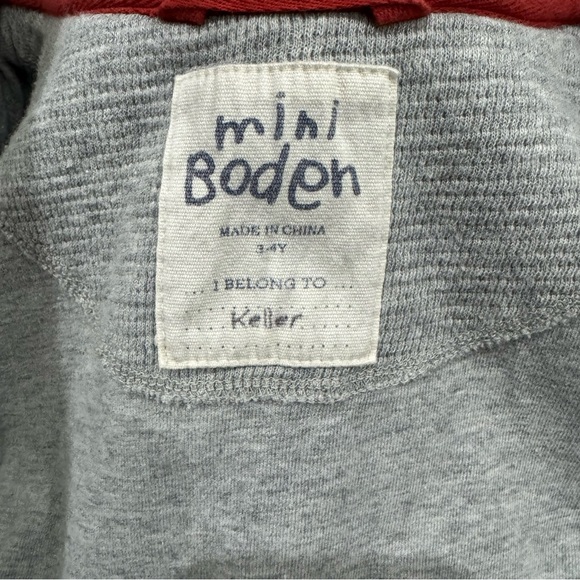 mini
Boden
MADE IN CHINA
3-4Y
... I BELONG TO ...
Keller